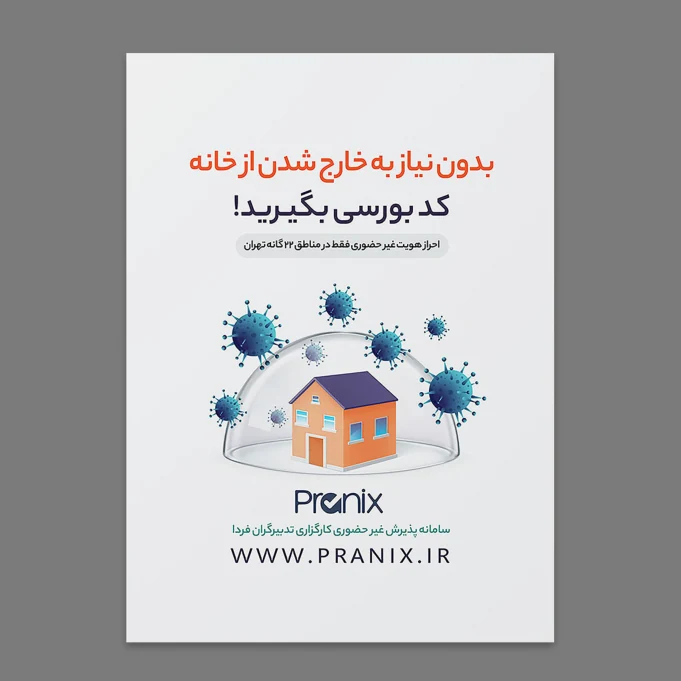 بدون نیاز به خارج شدن از خانه
کد بورسی بگیرید!
احراز هویت غیر حضوری فقط در مناطق ۲۲ گانه تهران
Pranix
سامانه پذیرش غیر حضوری کارگزاری تدبیرگران فردا
WWW.PRANIX.IR